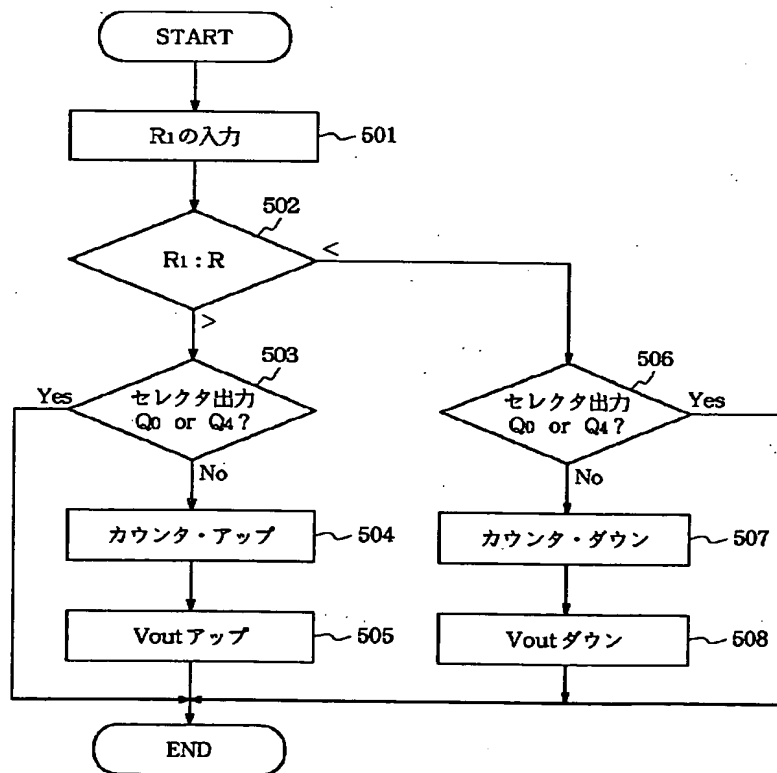 START
R1の入力
501
502
R1 : R
<
>
503
Yes
セレクタ出力
Q0 or Q4?
No
カウンタ・アップ
504
Voutアップ
505
506
セレクタ出力
Q0 or Q4?
Yes
No
カウンタ・ダウン
507
Voutダウン
508
END